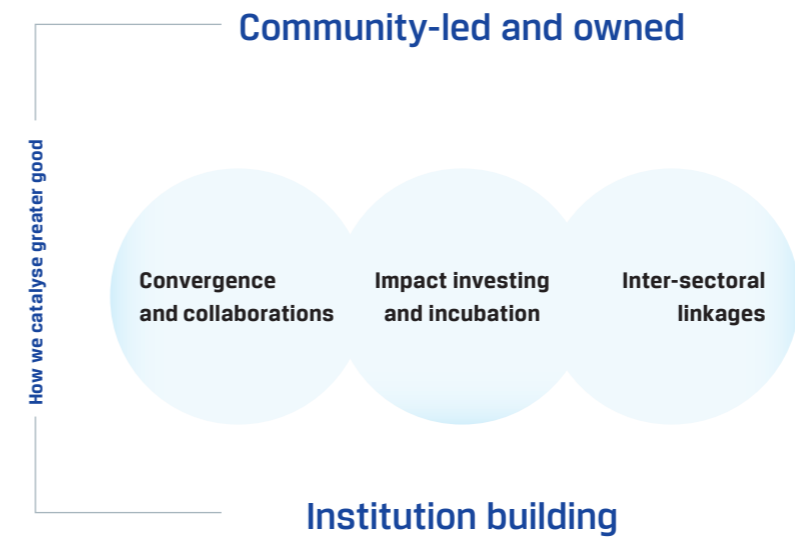 Community-led and owned
How we catalyse greater good
Convergence
and collaborations
Impact investing
and incubation
Inter-sectoral
linkages
Institution building